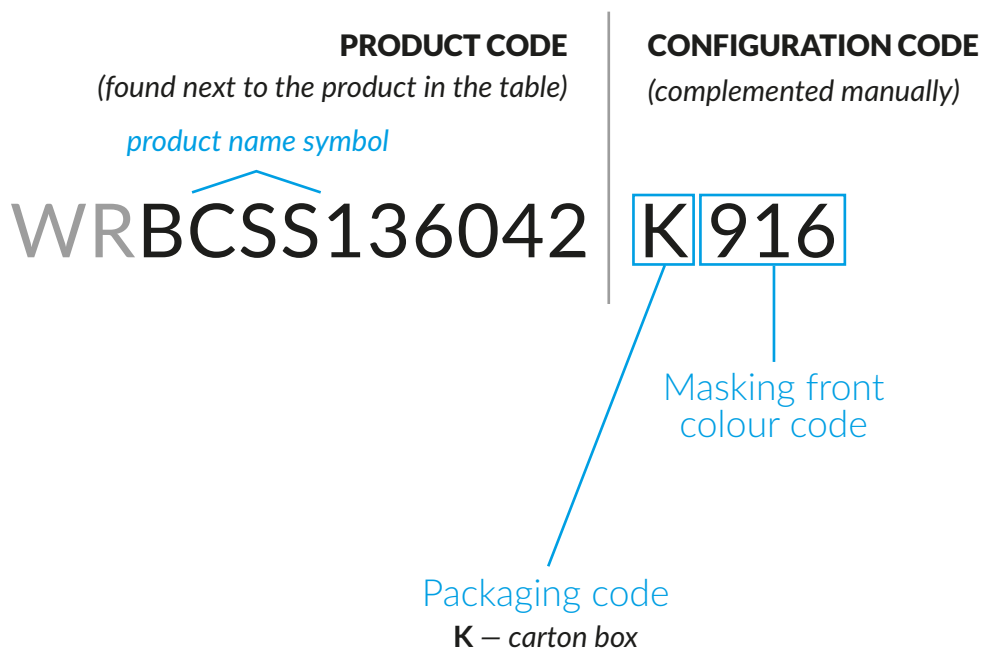 PRODUCT CODE
(found next to the product in the table)
product name symbol
WRBCSS136042
CONFIGURATION CODE
(complemented manually)
K 916
Masking front
colour code
Packaging code
K – carton box